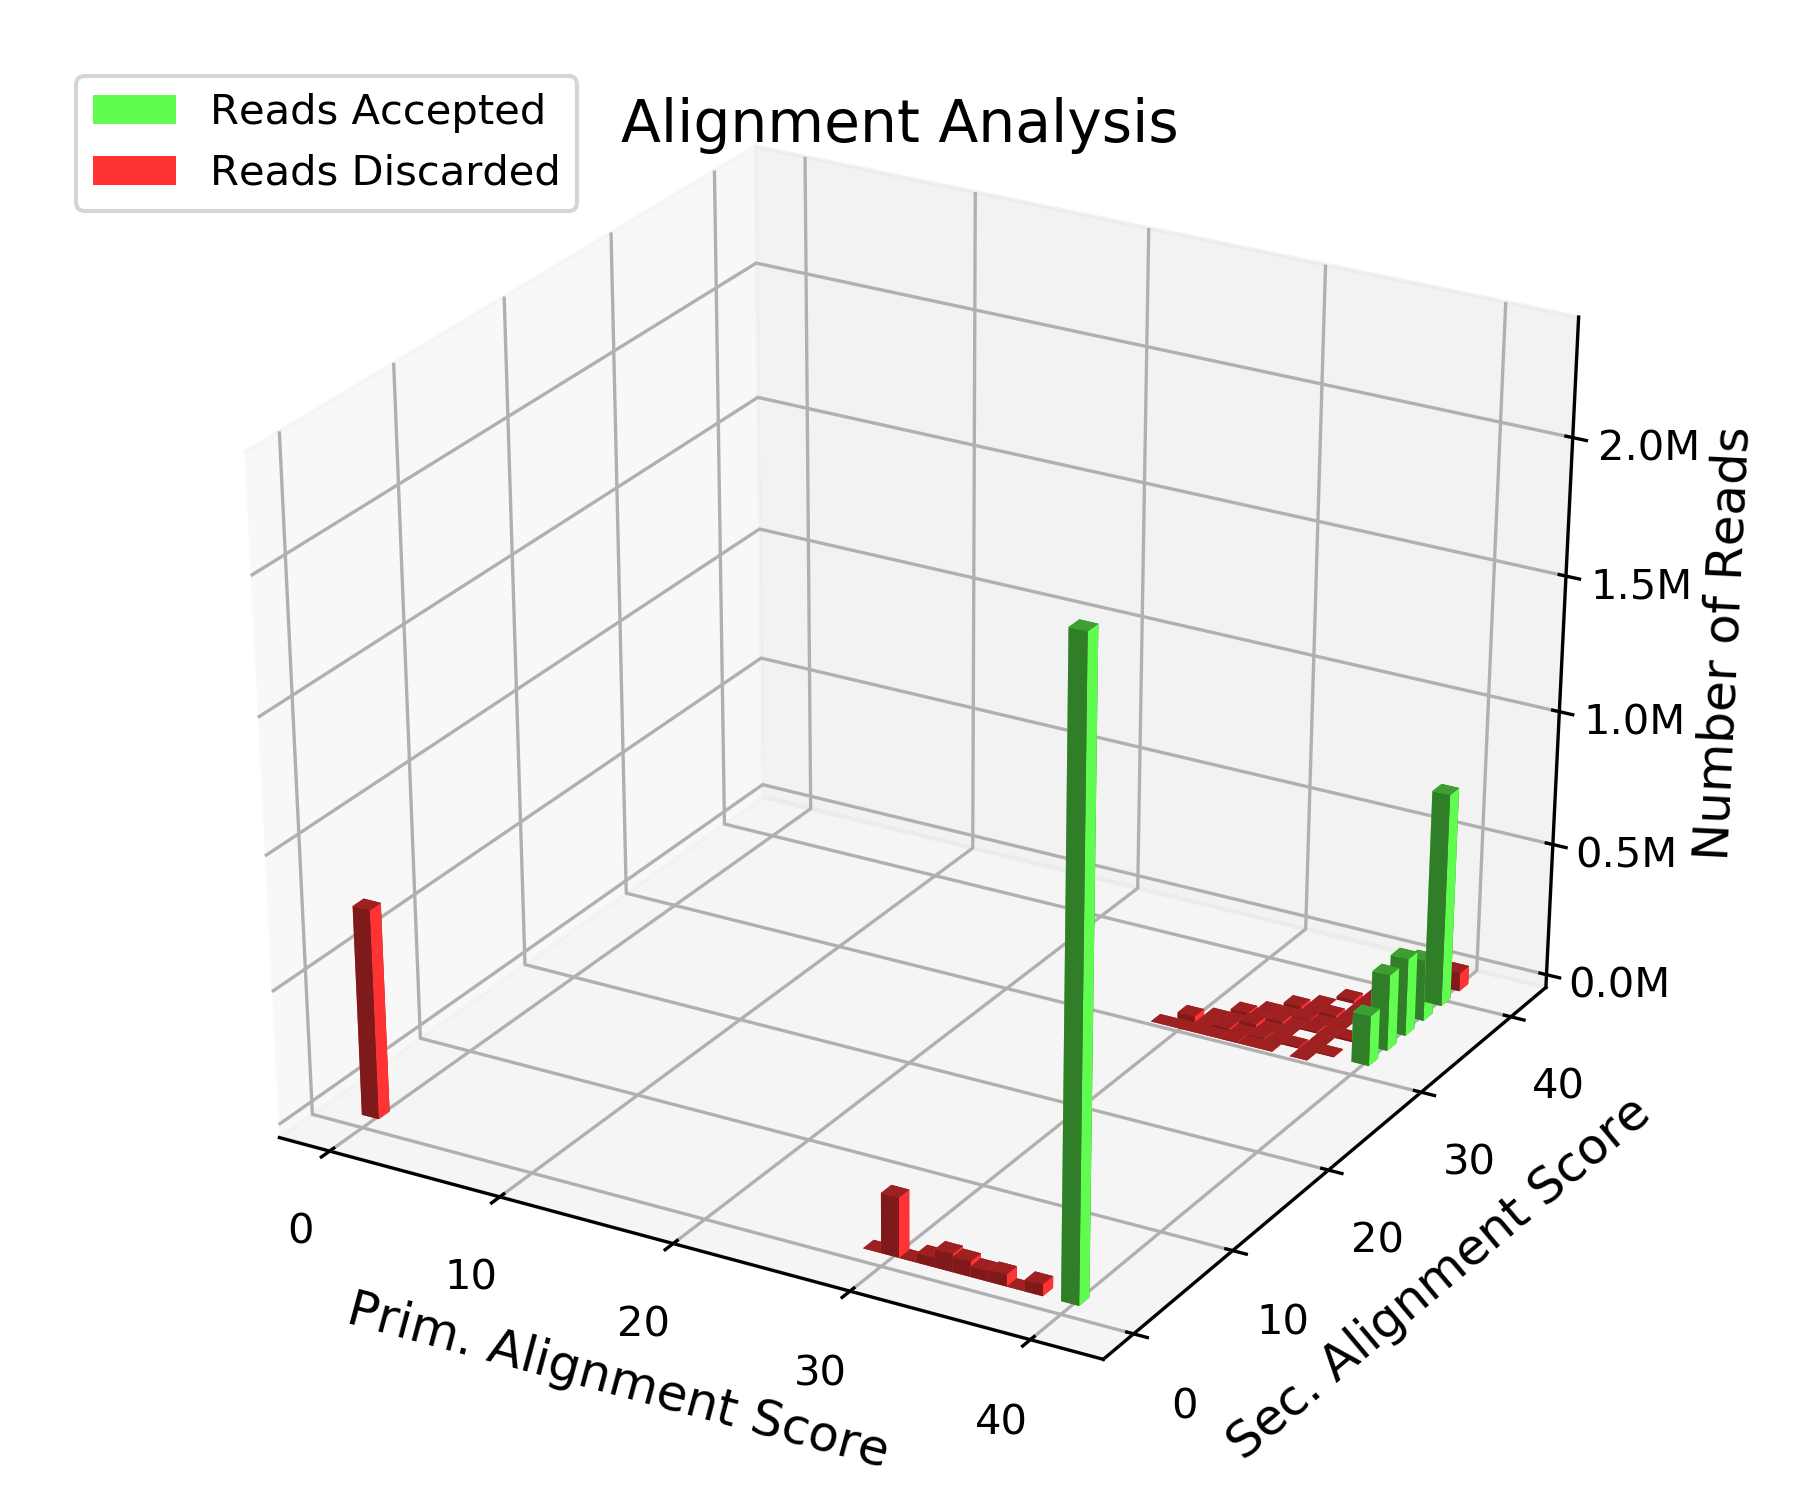 Reads Accepted
Reads Discarded
Alignment Analysis
2.0M
1.5M
1.0M
0.5M
0.0M
Number of Reads
0
10
20
30
40
Prim. Alignment Score
0
10
20
30
40
Sec. Alignment Score